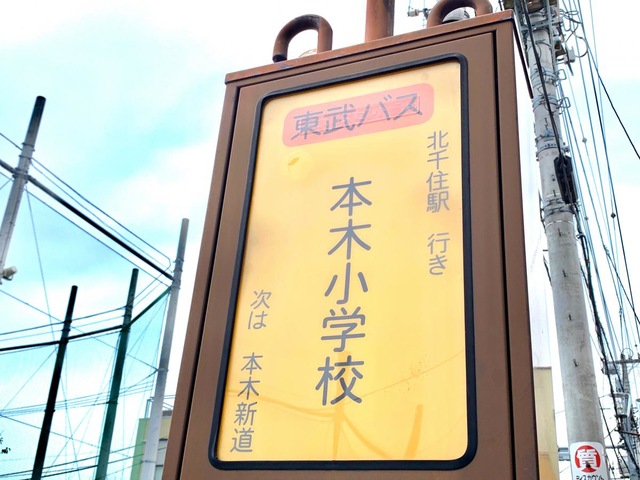 東武バス
北千住駅 行き
本木小学校
次は 本木新道
質